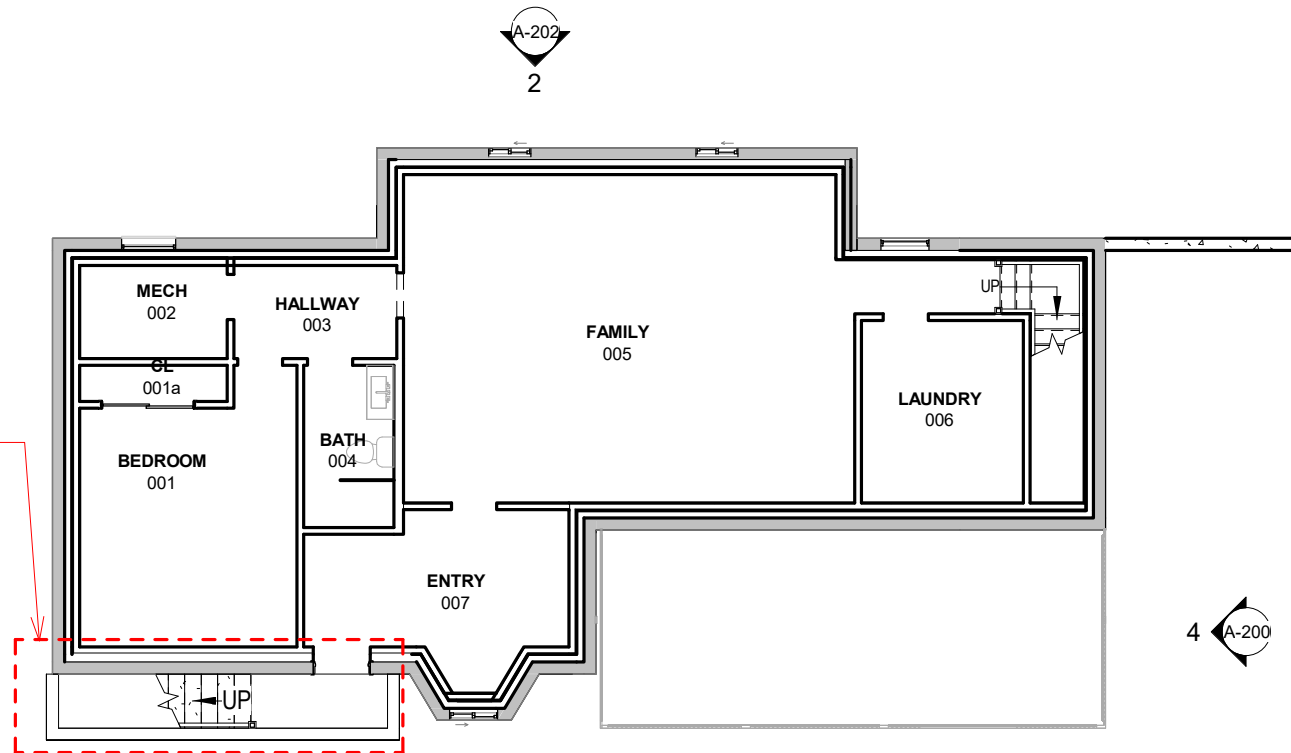 A-202
2
MECH
002
HALLWAY
003
UP
FAMILY
005
CL
001a
LAUNDRY
006
BATH
004
BEDROOM
001
ENTRY
007
4
A-200
UP